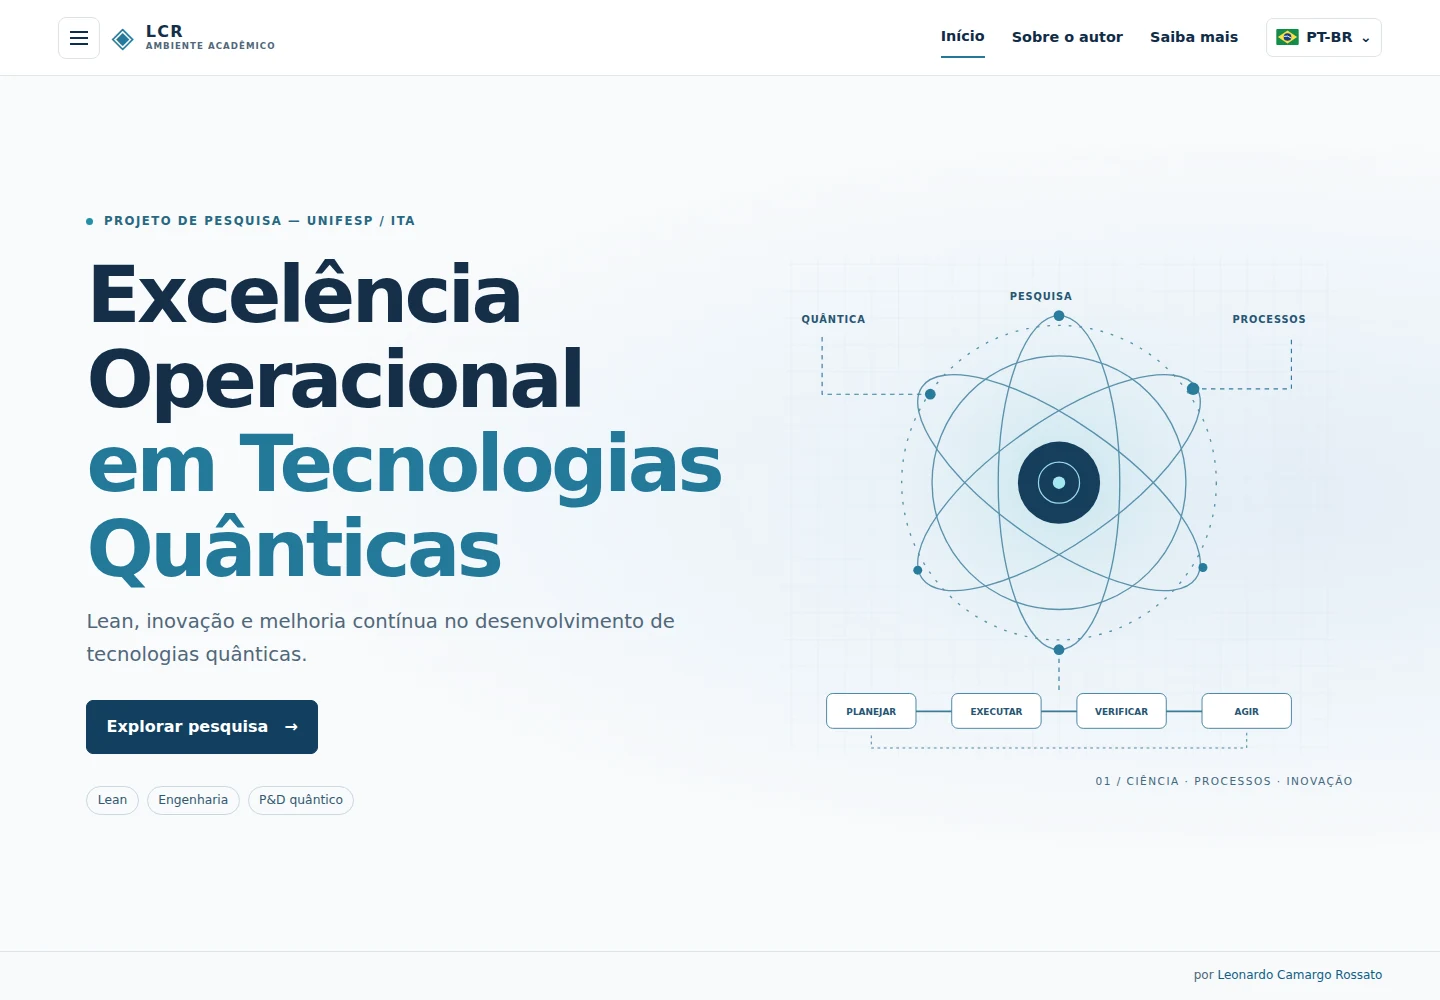 LCR
AMBIENTE ACADÊMICO
Início
Sobre o autor
Saiba mais
PT-BR
PROJETO DE PESQUISA — UNIFESP / ITA
Excelência
Operacional
em Tecnologias
Quânticas
Lean, inovação e melhoria contínua no desenvolvimento de
tecnologias quânticas.
Explorar pesquisa →
Lean
Engenharia
P&D quântico
PESQUISA
QUÂNTICA
PROCESSOS
PLANEJAR
EXECUTAR
VERIFICAR
AGIR
01 / CIÊNCIA · PROCESSOS · INOVAÇÃO
por Leonardo Camargo Rossato